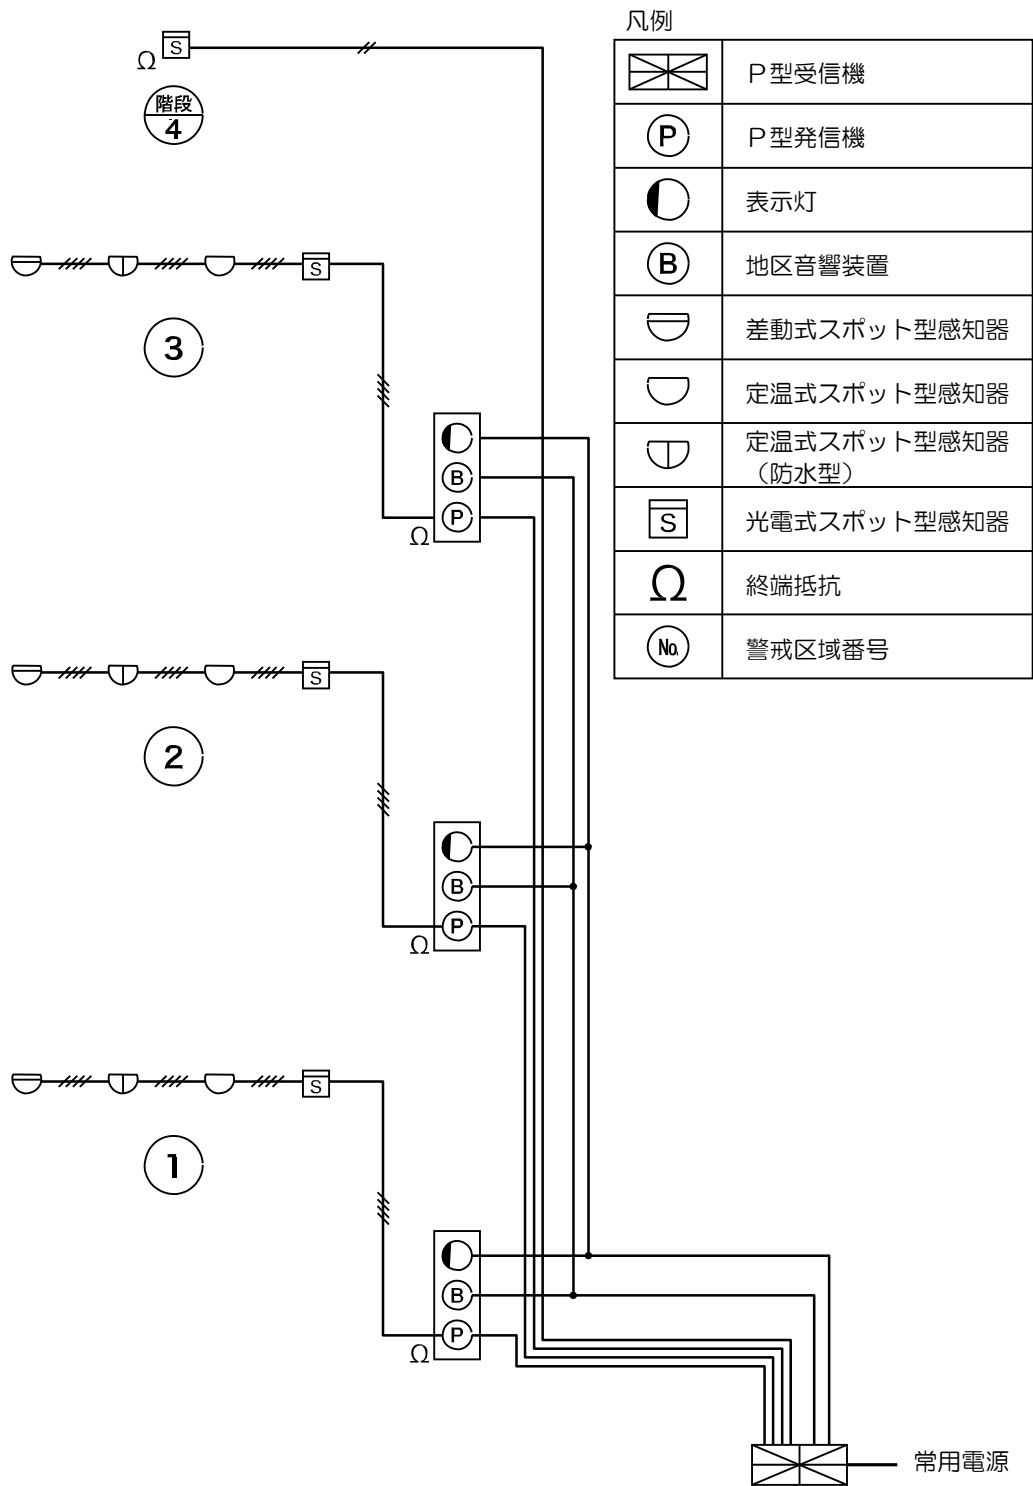 凡例
Ω S
階段
4
S
3
B
P
Ω
S
2
B
P
Ω
S
1
B
P
Ω
常用電源
P型受信機
P P型発信機
表示灯
B 地区音響装置
差動式スポット型感知器
定温式スポット型感知器
定温式スポット型感知器
（防水型）
S 光電式スポット型感知器
Ω 終端抵抗
No. 警戒区域番号